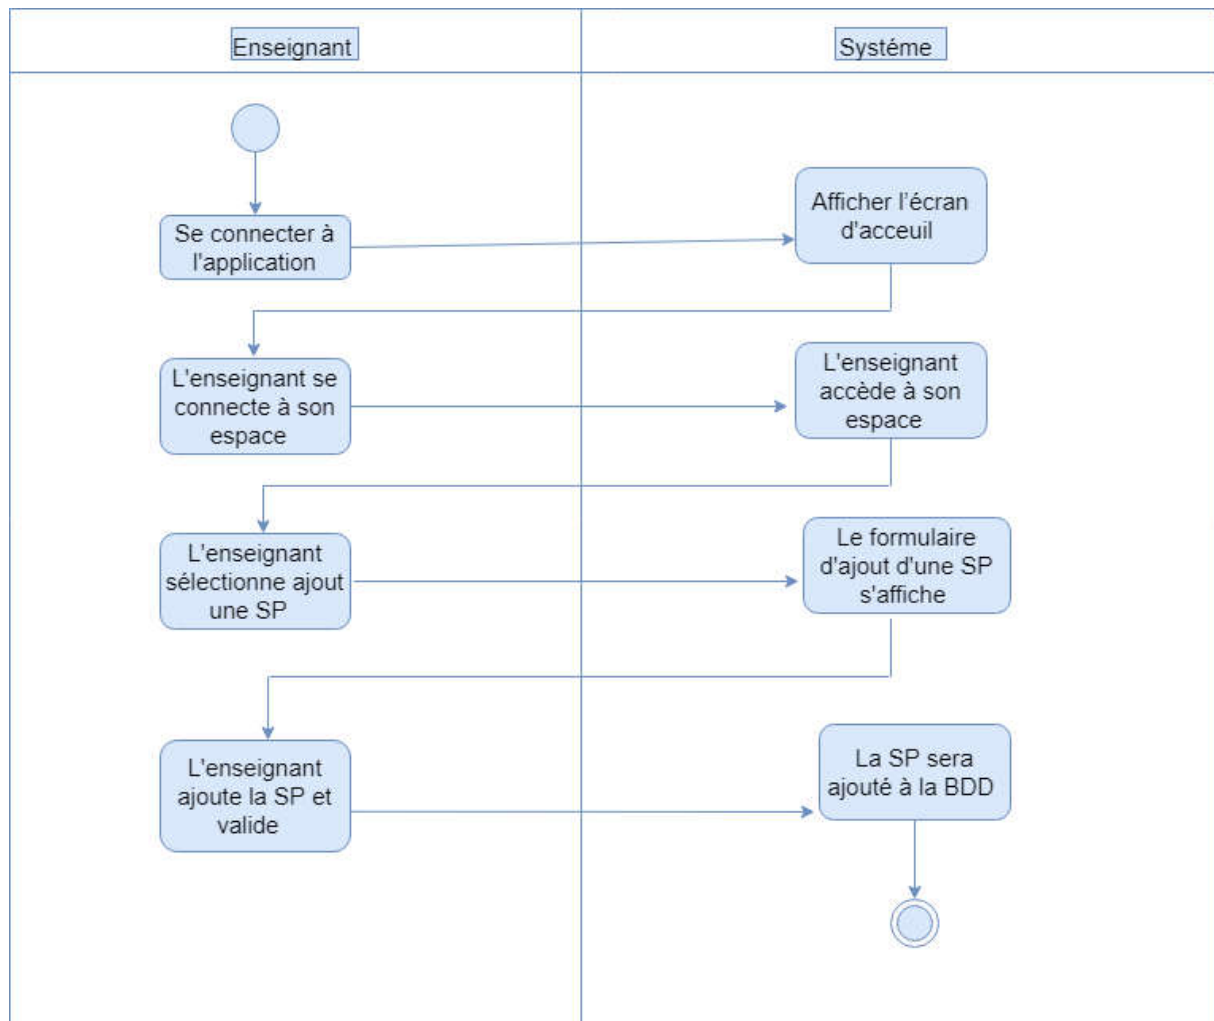 Enseignant
Systéme
Afficher l'écran
d'acceuil
Se connecter à
l'application
L'enseignant se
connecte à son
espace
L'enseignant
accède à son
espace
L'enseignant
sélectionne ajout
une SP
Le formulaire
d'ajout d'une SP
s'affiche
L'enseignant
ajoute la SP et
valide
La SP sera
ajouté à la BDD